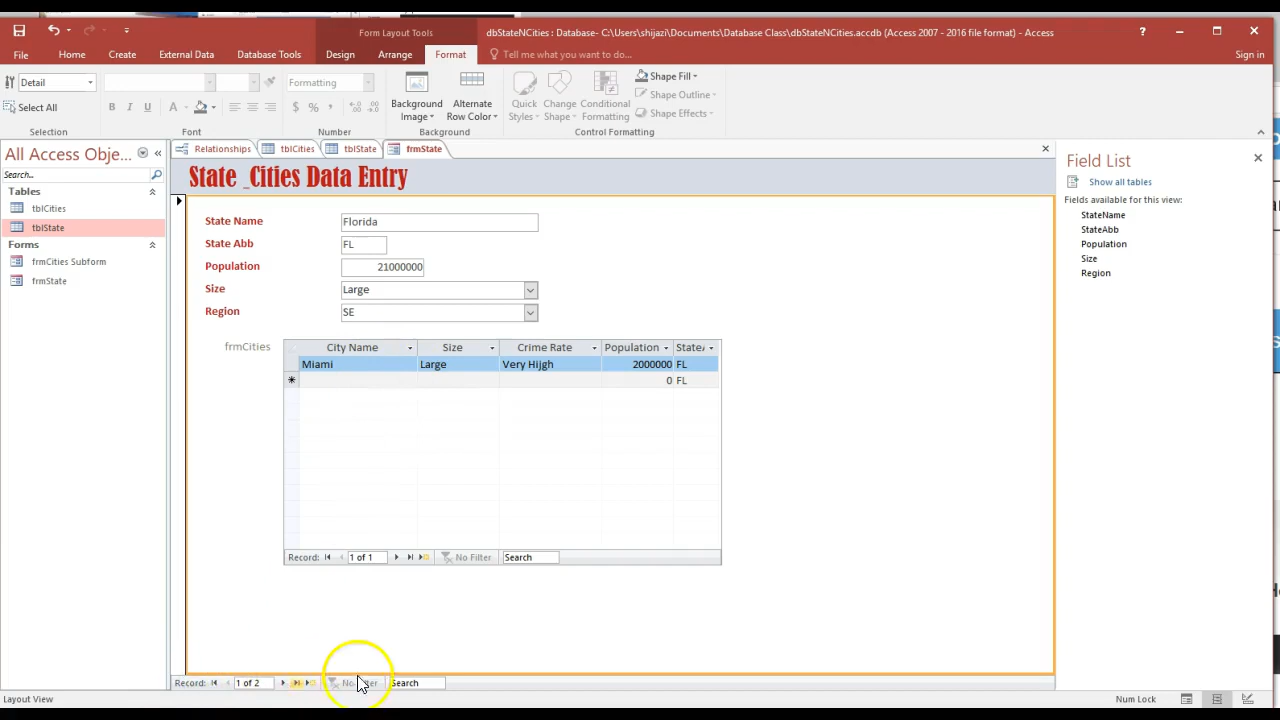 Form Layout Tools
dbStateNCities : Database- C:\Users\shijazi\Documents\Database Class\dbStateNCities.accdb (Access 2007 - 2016 file format) - Access
?
File Home Create External Data Database Tools Design Arrange Format Tell me what you want to do... Sign in
Detail
Formatting
Select All
B I U A
$ % ,
Background Image
Alternate Row Color
Quick Styles
Change Shape
Conditional Formatting
Shape Fill
Shape Outline
Shape Effects
Selection Font Number Background Control Formatting
All Access Obje...
Search...
Tables
tblCities
tblState
Forms
frmCities Subform
frmState
Relationships tblCities tblState frmState
State _Cities Data Entry
State Name Florida
State Abb FL
Population 21000000
Size Large
Region SE
frmCities
City Name Size Crime Rate Population StateA
Miami Large Very Hijgh 2000000 FL
0 FL
Record: 1 of 1 No Filter Search
Record: 1 of 2 No Filter Search
Field List
Show all tables
Fields available for this view:
StateName
StateAbb
Population
Size
Region
Layout View Num Lock